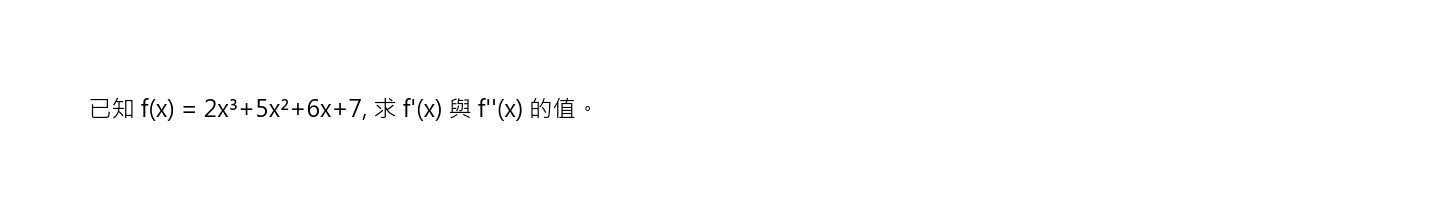 已知 f(x) = 2x³+5x²+6x+7, 求 f'(x) 與 f''(x) 的值。